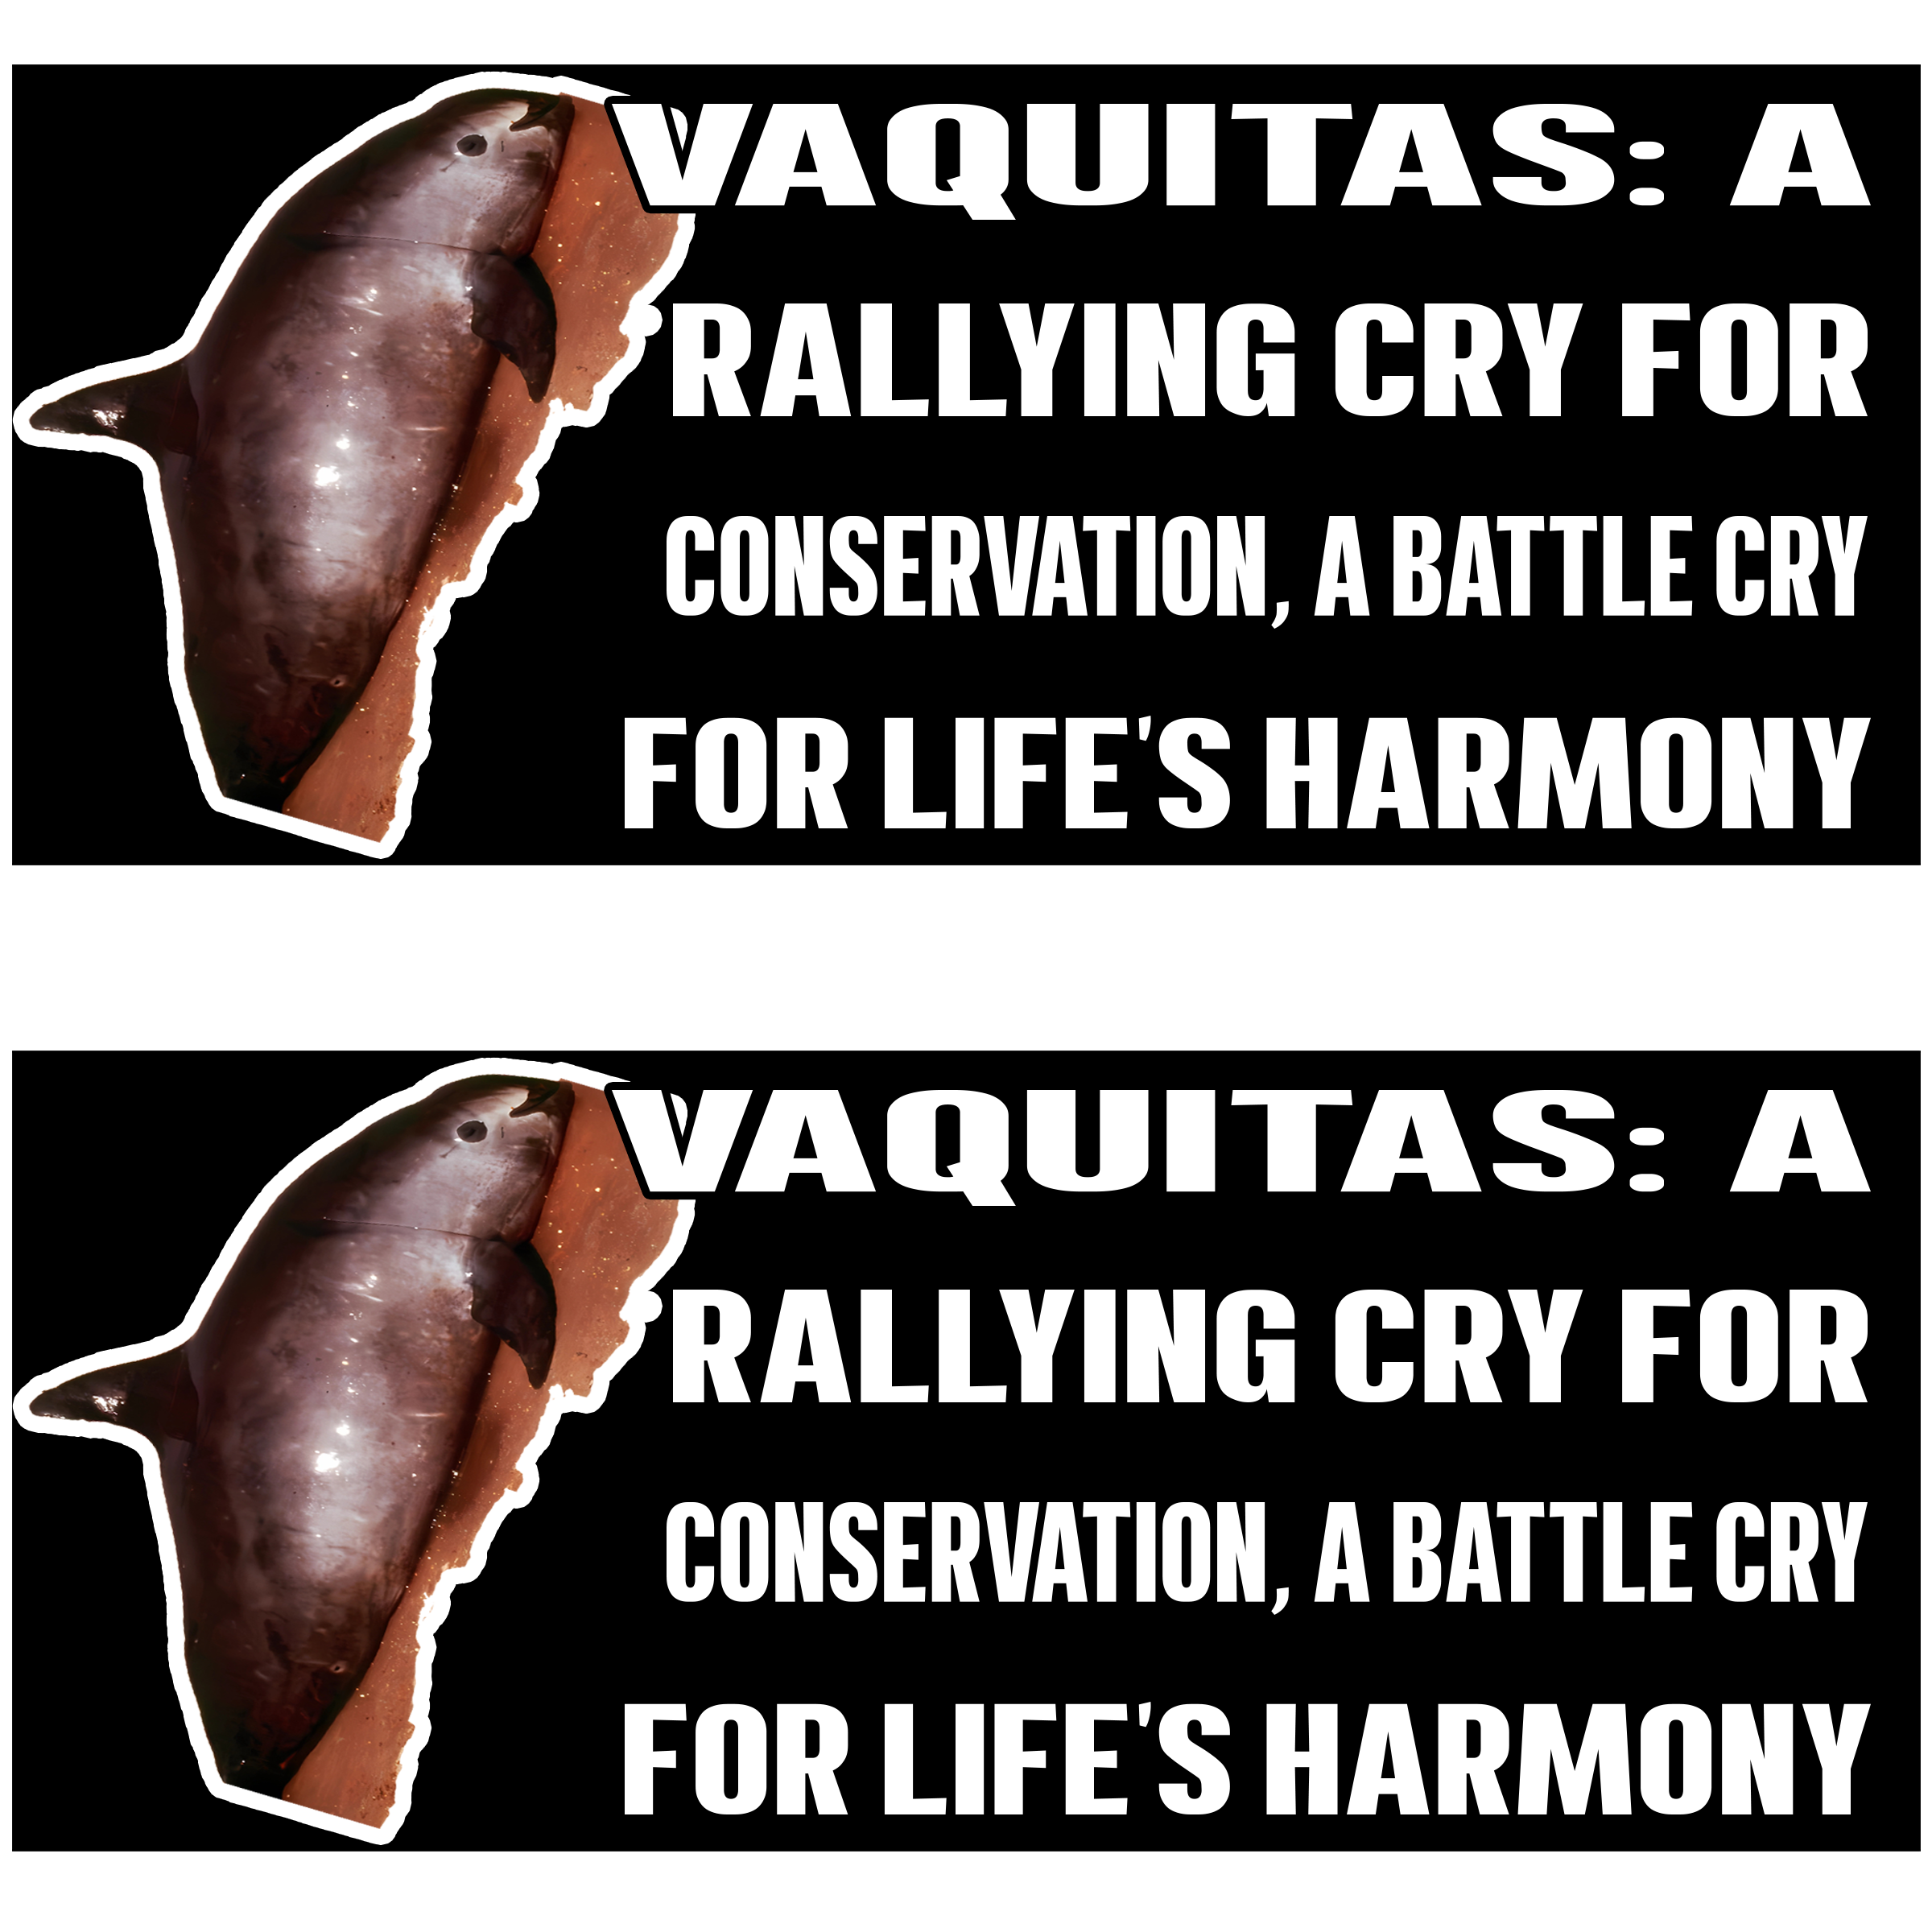 VAQUITAS: A
RALLYING CRY FOR
CONSERVATION, A BATTLE CRY
FOR LIFE'S HARMONY
VAQUITAS: A
RALLYING CRY FOR
CONSERVATION, A BATTLE CRY
FOR LIFE'S HARMONY